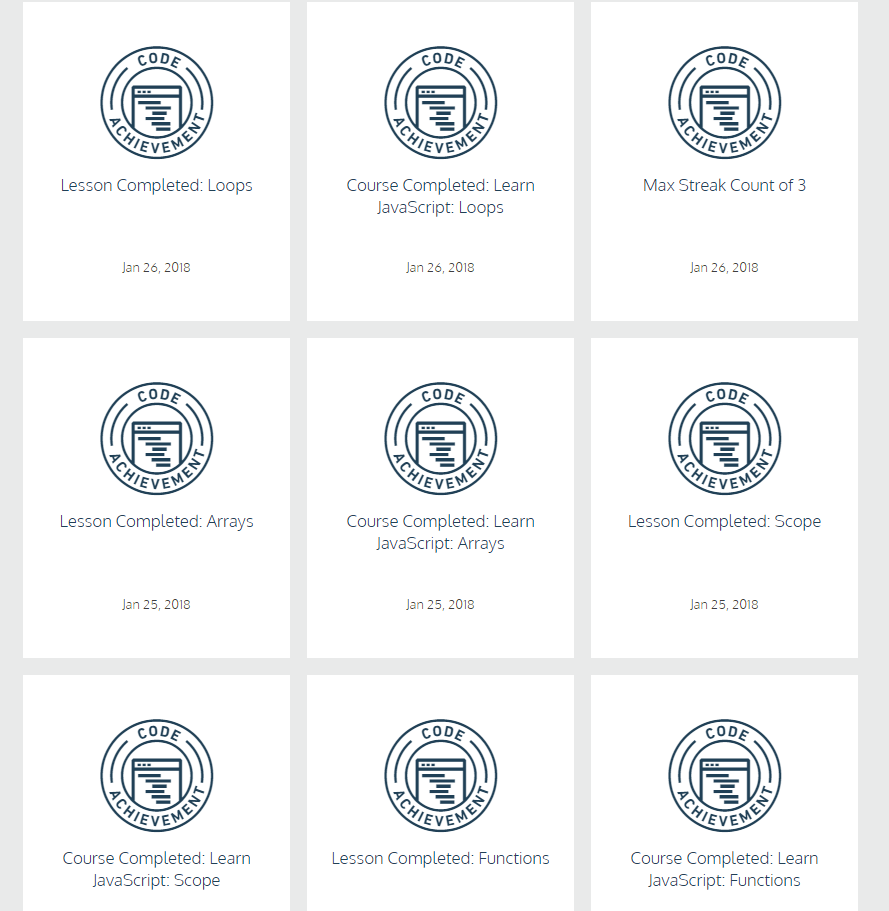 CODE
ACHIEVEMENT
Lesson Completed: Loops
Jan 26, 2018
CODE
ACHIEVEMENT
Course Completed: Learn
JavaScript: Loops
Jan 26, 2018
CODE
ACHIEVEMENT
Max Streak Count of 3
Jan 26, 2018
CODE
ACHIEVEMENT
Lesson Completed: Arrays
Jan 25, 2018
CODE
ACHIEVEMENT
Course Completed: Learn
JavaScript: Arrays
Jan 25, 2018
CODE
ACHIEVEMENT
Lesson Completed: Scope
Jan 25, 2018
CODE
ACHIEVEMENT
Course Completed: Learn
JavaScript: Scope
CODE
ACHIEVEMENT
Lesson Completed: Functions
CODE
ACHIEVEMENT
Course Completed: Learn
JavaScript: Functions